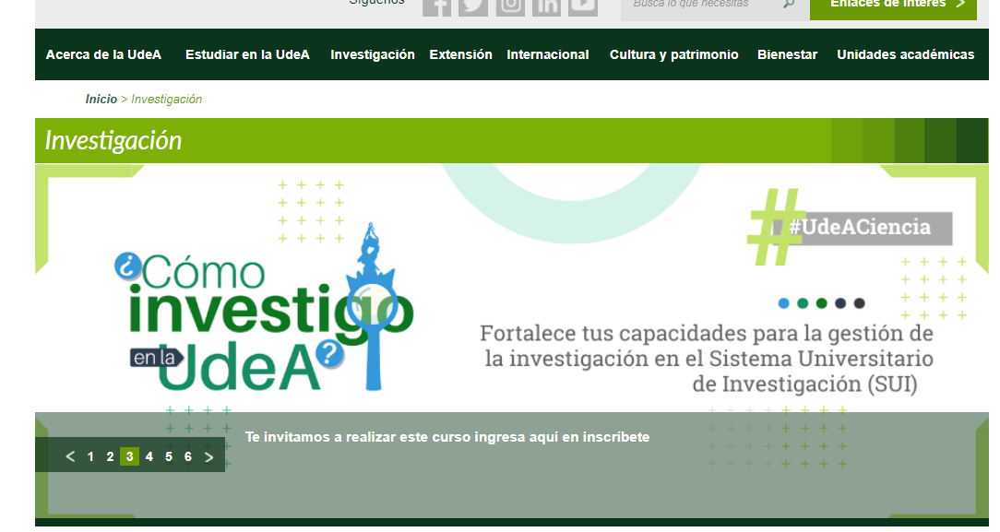 Síguenos
Busca lo que necesitas
Enlaces de interés >
Acerca de la UdeA Estudiar en la UdeA Investigación Extensión Internacional Cultura y patrimonio Bienestar Unidades académicas
Inicio > Investigación
Investigación
#UdeACiencia
¿Cómo
investigo
en la
UdeA?
Fortalece tus capacidades para la gestión de
la investigación en el Sistema Universitario
de Investigación (SUI)
Te invitamos a realizar este curso ingresa aquí en inscríbete
< 1 2 3 4 5 6 >